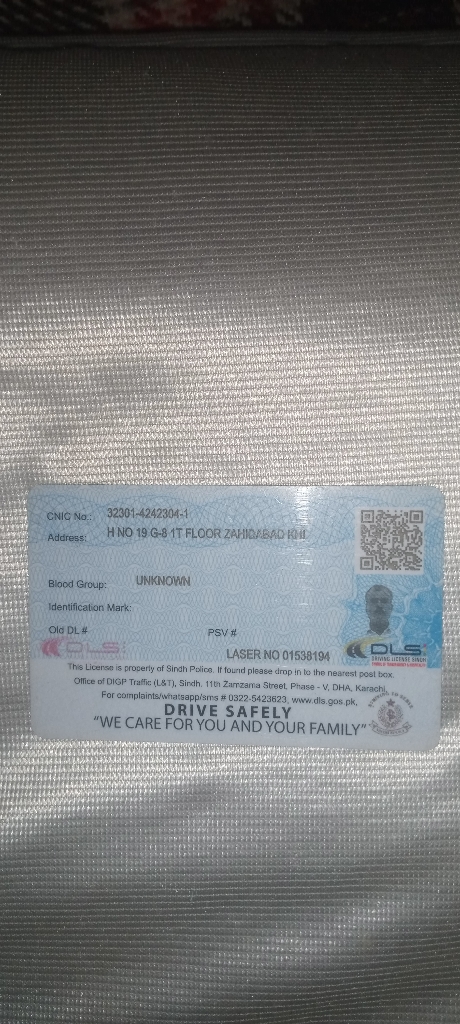 CNIC No.: 32301-4242304-1
Address: H NO 19 G-8 1T FLOOR ZAHIDABAD KHI
Blood Group: UNKNOWN
Identification Mark:
Old DL # PSV #
DLS
LASER NO 01538194
DLS
DRIVING LICENSE SINDH
This License is property of Sindh Police. If found please drop in to the nearest post box.
Office of DIGP Traffic (L&T), Sindh, 11th Zamzama Street, Phase - V, DHA, Karachi.
For complaints/whatsapp/sms # 0322-5423623, www.dls.gos.pk,
DRIVE SAFELY
"WE CARE FOR YOU AND YOUR FAMILY"